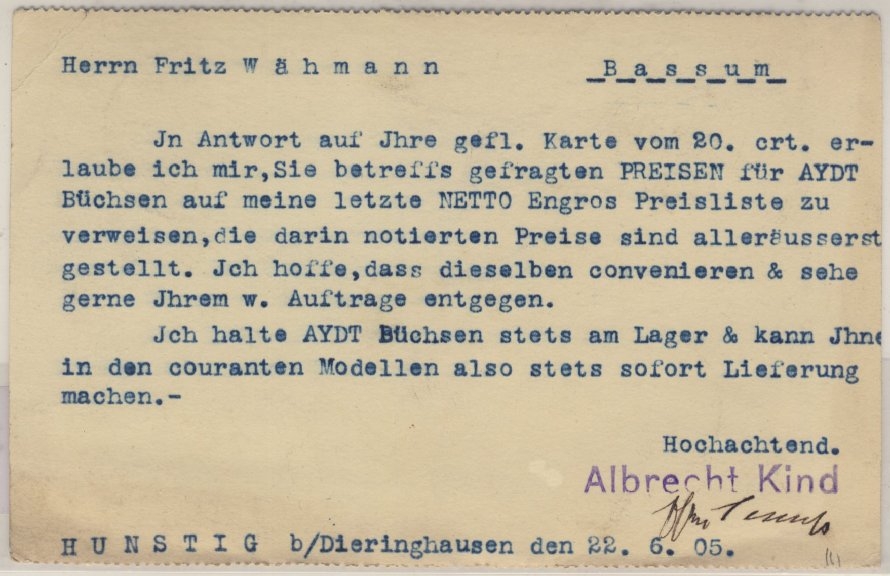 Herrn Fritz W ä h m a n n B a s s u m
Jn Antwort auf Jhre gefl. Karte vom 20. crt. er-
laube ich mir,Sie betreffs gefragten PREISEN für AYDT
Büchsen auf meine letzte NETTO Engros Preisliste zu
verweisen,die darin notierten Preise sind alleräusserst
gestellt. Jch hoffe,dass dieselben convenieren & sehe
gerne Jhrem w. Auftrage entgegen.
Jch halte AYDT Büchsen stets am Lager & kann Jhne
in den couranten Modellen also stets sofort Lieferung
machen.-
Hochachtend.
Albrecht Kind
H U N S T I G b/Dieringhausen den 22. 6. 05.